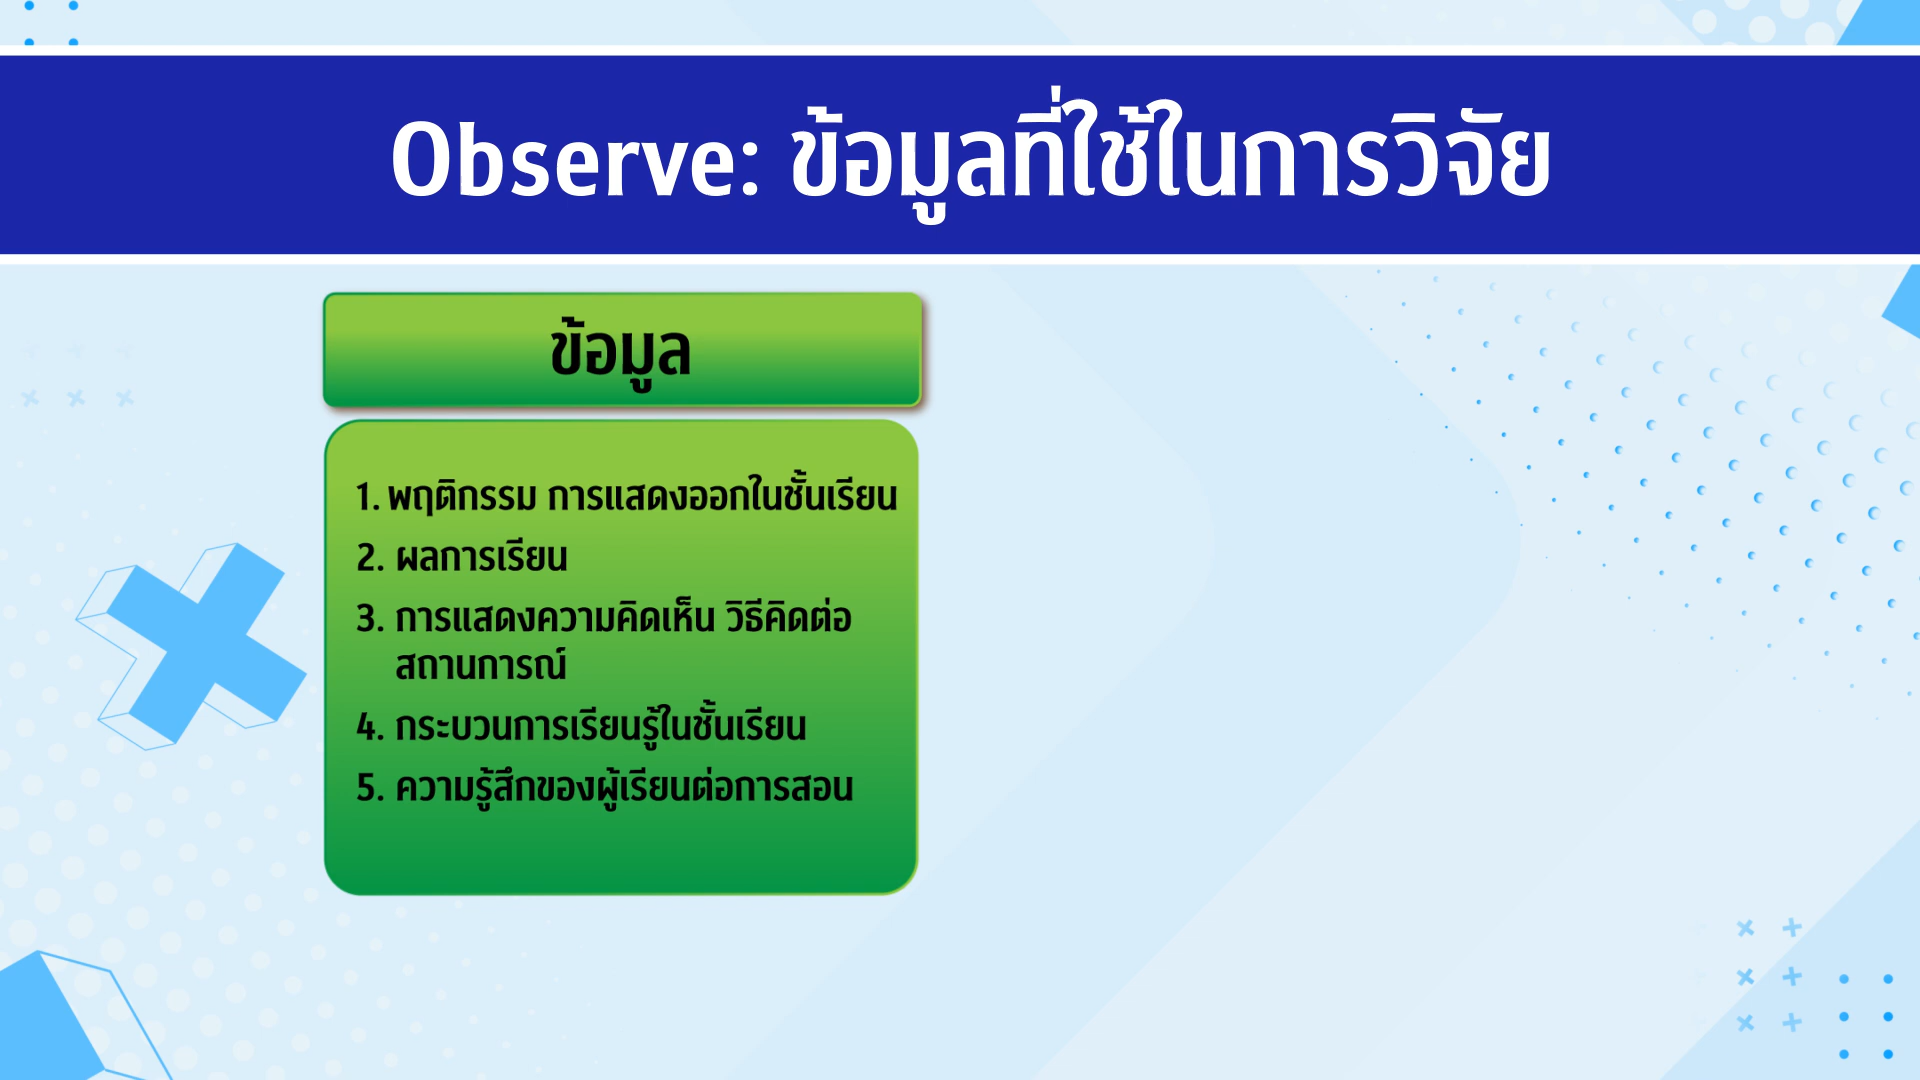 Observe: ข้อมูลที่ใช้ในการวิจัย
ข้อมูล
1. พฤติกรรม การแสดงออกในชั้นเรียน
2. ผลการเรียน
3. การแสดงความคิดเห็น วิธีคิดต่อ
สถานการณ์
4. กระบวนการเรียนรู้ในชั้นเรียน
5. ความรู้สึกของผู้เรียนต่อการสอน